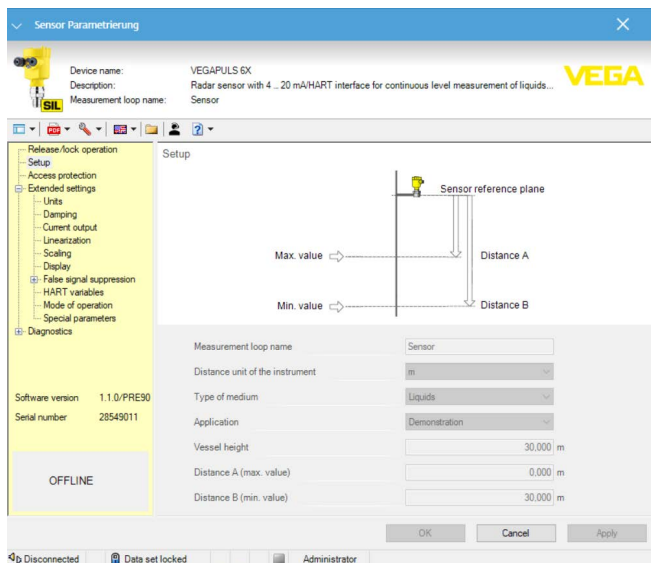 Sensor Parametrierung
Device name: VEGAPULS 6X
Description: Radar sensor with 4 .. 20 mA/HART interface for continuous level measurement of liquids...
Measurement loop name: Sensor
SIL
VEGA
PDF
Release/lock operation
Setup
Access protection
Extended settings
Units
Damping
Current output
Linearization
Scaling
Display
False signal suppression
HART variables
Mode of operation
Special parameters
Diagnostics
Software version 1.1.0/PRE90
Serial number 28549011
OFFLINE
Setup
Sensor reference plane
Max. value
Distance A
Min. value
Distance B
Measurement loop name Sensor
Distance unit of the instrument m
Type of medium Liquids
Application Demonstration
Vessel height 30,000 m
Distance A (max. value) 0,000 m
Distance B (min. value) 30,000 m
OK Cancel Apply
Disconnected Data set locked Administrator